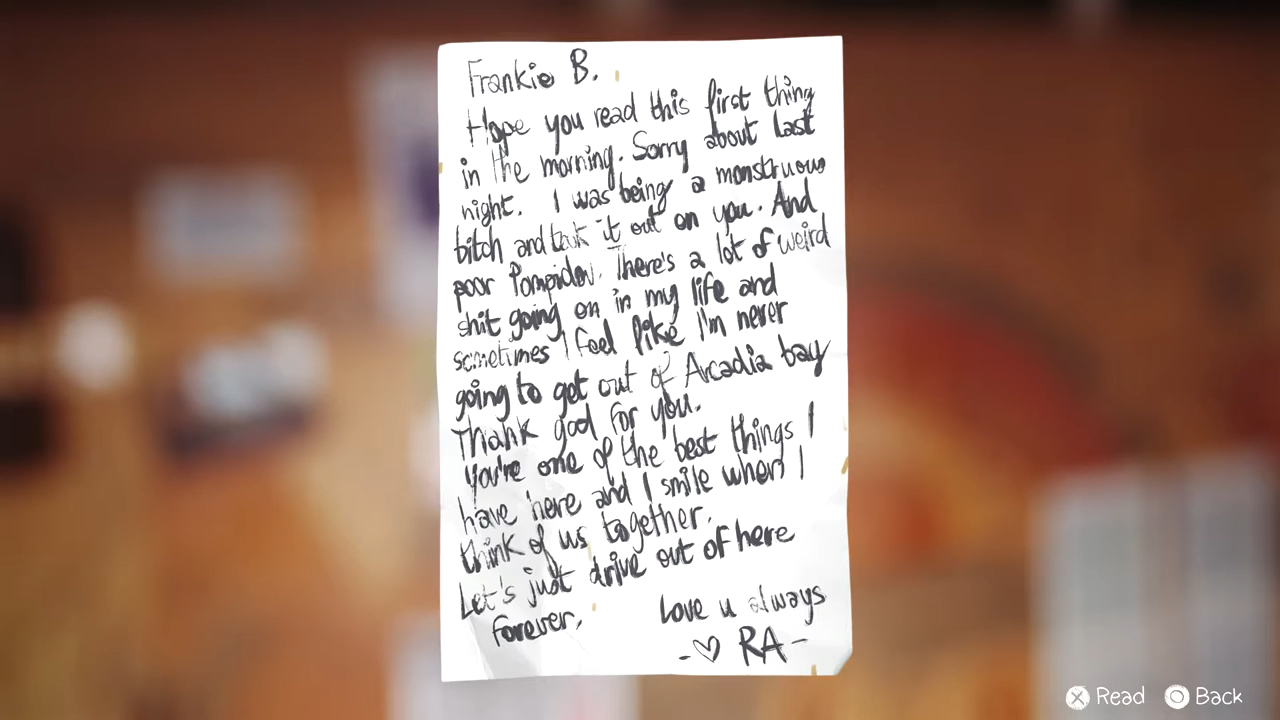 Frankie B.
Hope you read this first thing
in the morning. Sorry about last
night. I was being a monstruous
bitch and took it out on you. And
poor Pompidou. There's a lot of weird
shit going on in my life and
sometimes I feel like I'm never
going to get out of Arcadia bay
Thank god for you.
You're one of the best things I
have here and I smile when I
think of us together.
Let's just drive out of here
forever.
Love u always
-♡ RA-
Read
Back